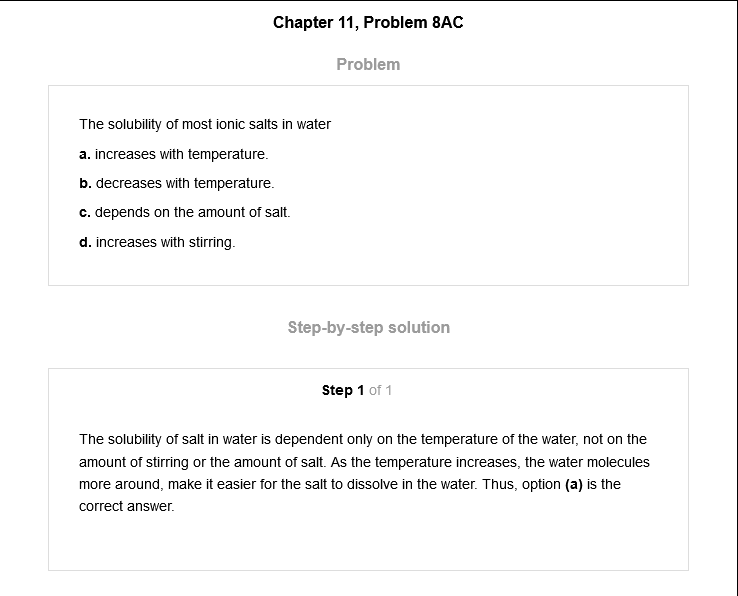 Chapter 11, Problem 8AC
Problem
The solubility of most ionic salts in water
a. increases with temperature.
b. decreases with temperature.
c. depends on the amount of salt.
d. increases with stirring.
Step-by-step solution
Step 1 of 1
The solubility of salt in water is dependent only on the temperature of the water, not on the
amount of stirring or the amount of salt. As the temperature increases, the water molecules
more around, make it easier for the salt to dissolve in the water. Thus, option (a) is the
correct answer.